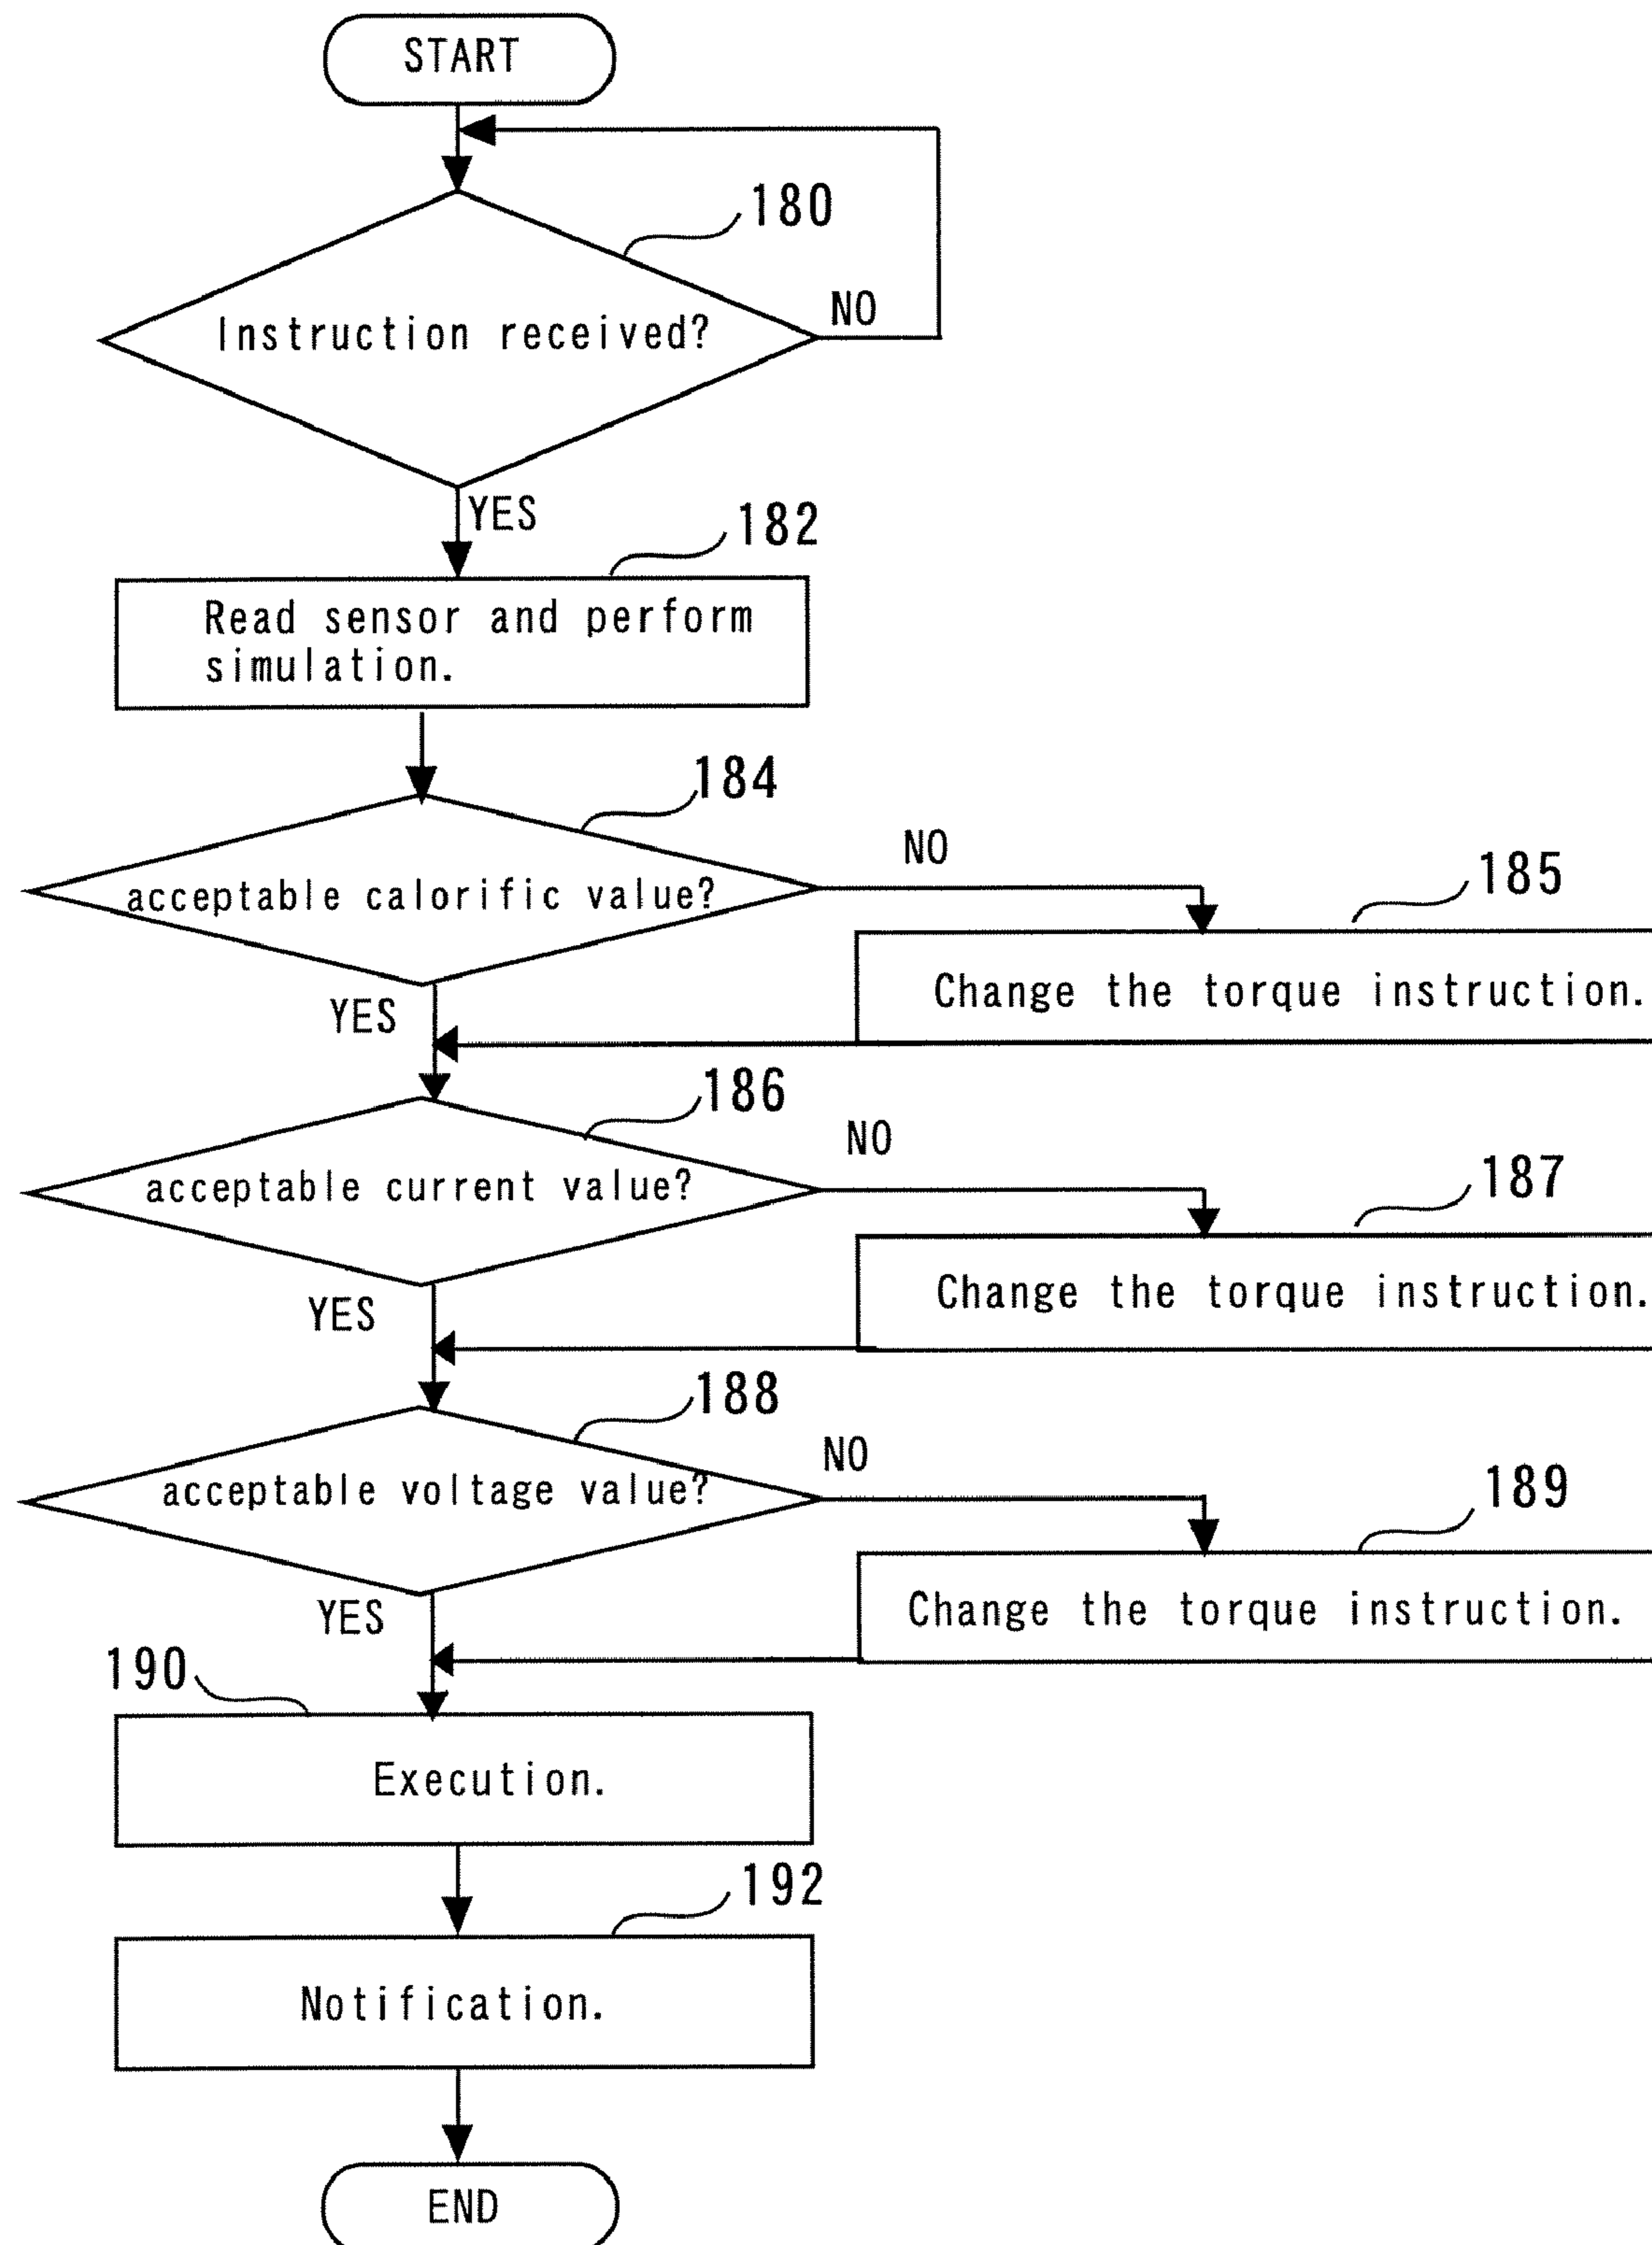 START
180
Instruction received?
NO
YES
182
Read sensor and perform
simulation.
184
acceptable calorific value?
NO
185
Change the torque instruction.
YES
186
acceptable current value?
NO
187
Change the torque instruction.
YES
188
acceptable voltage value?
NO
189
Change the torque instruction.
YES
190
Execution.
192
Notification.
END